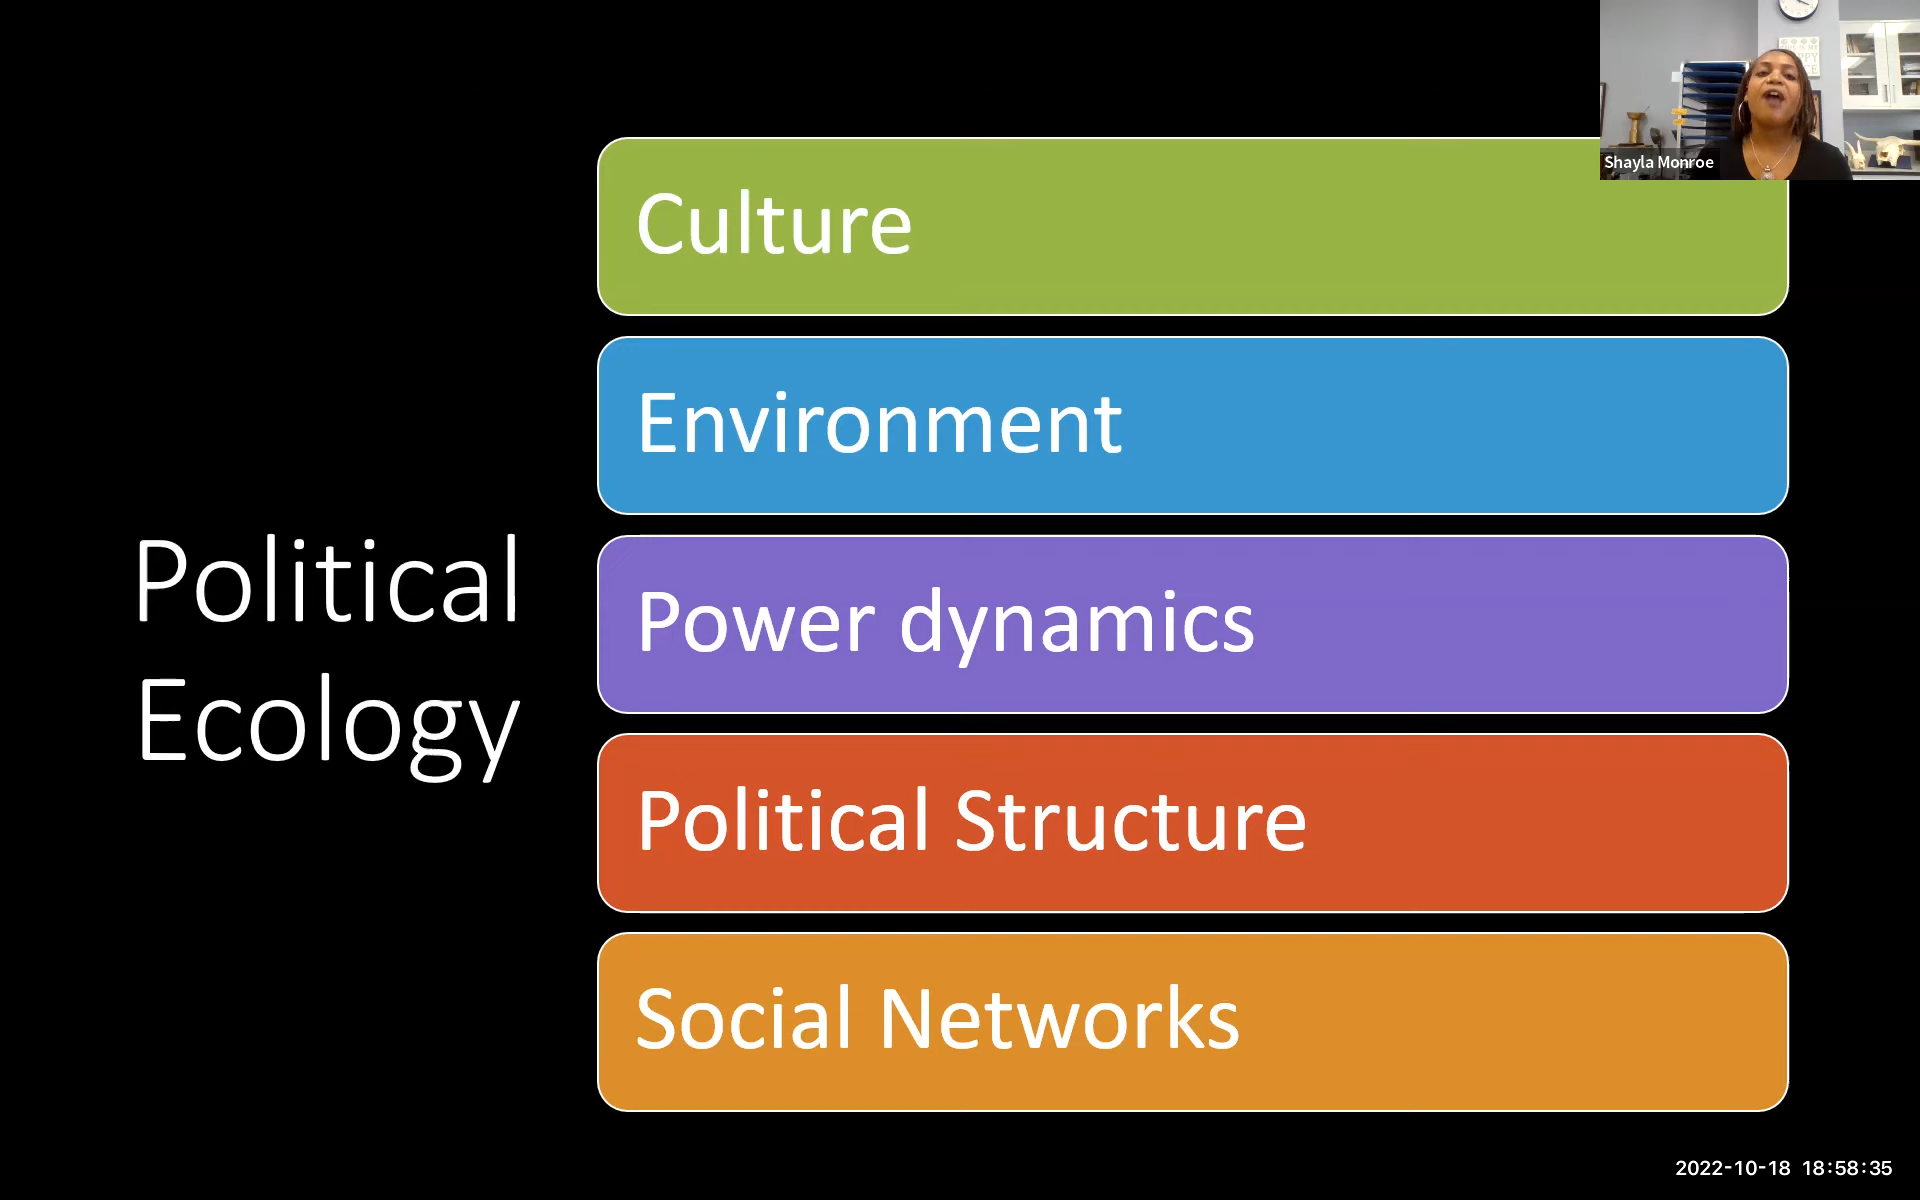 Political
Ecology
Culture
Environment
Power dynamics
Political Structure
Social Networks
Shayla Monroe
2022-10-18 18:58:35